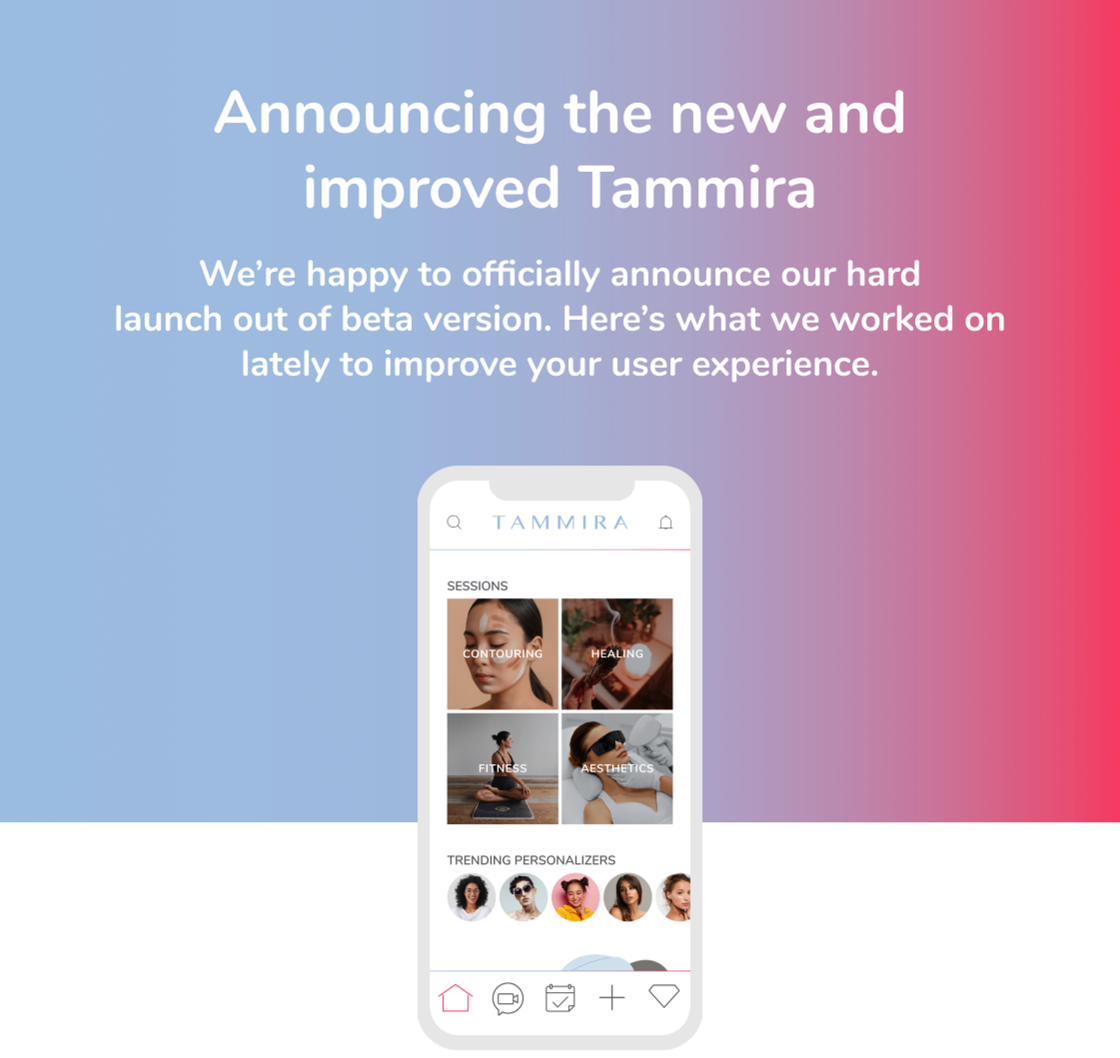 Announcing the new and
improved Tammira
We’re happy to officially announce our hard
launch out of beta version. Here’s what we worked on
lately to improve your user experience.
TAMMIRA
SESSIONS
CONTOURING
HEALING
FITNESS
AESTHETICS
TRENDING PERSONALIZERS